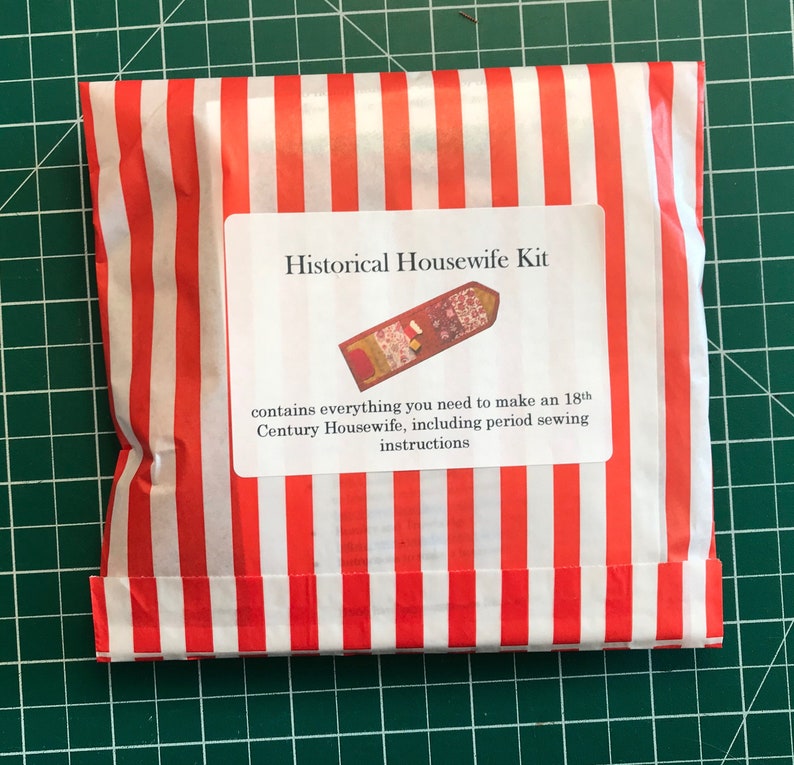 Historical Housewife Kit
contains everything you need to make an 18th
Century Housewife, including period sewing
instructions